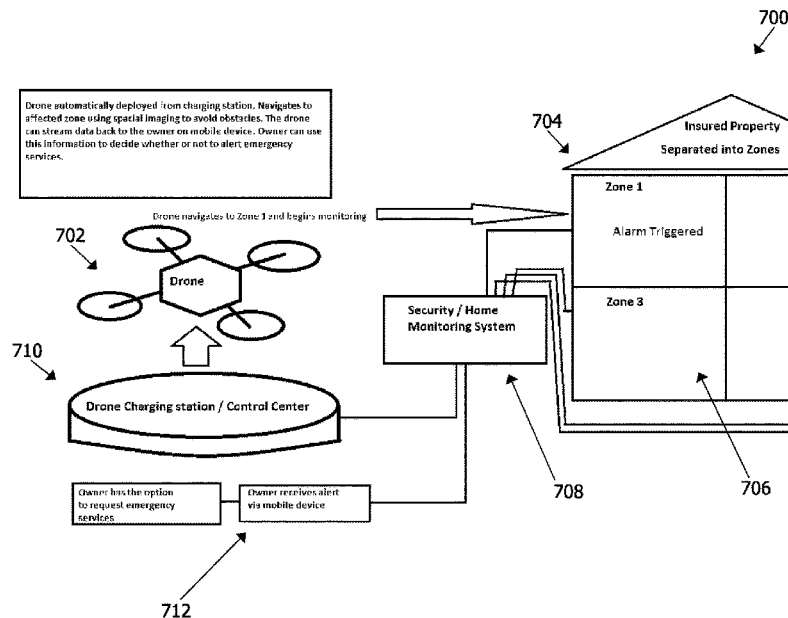 700
Drone automatically deployed from charging station. Navigates to
affected zone using spacial imaging to avoid obstacles. The drone
can stream data back to the owner on mobile device. Owner can use
this information to decide whether or not to alert emergency
services.
704
Insured Property
Separated into Zones
Zone 1
Drone navigates to Zone 1 and begins monitoring
Alarm Triggered
702
Drone
Zone 3
Security / Home
Monitoring System
710
Drone Charging station / Control Center
708
706
Owner has the option
to request emergency
services
Owner receives alert
via mobile device
712